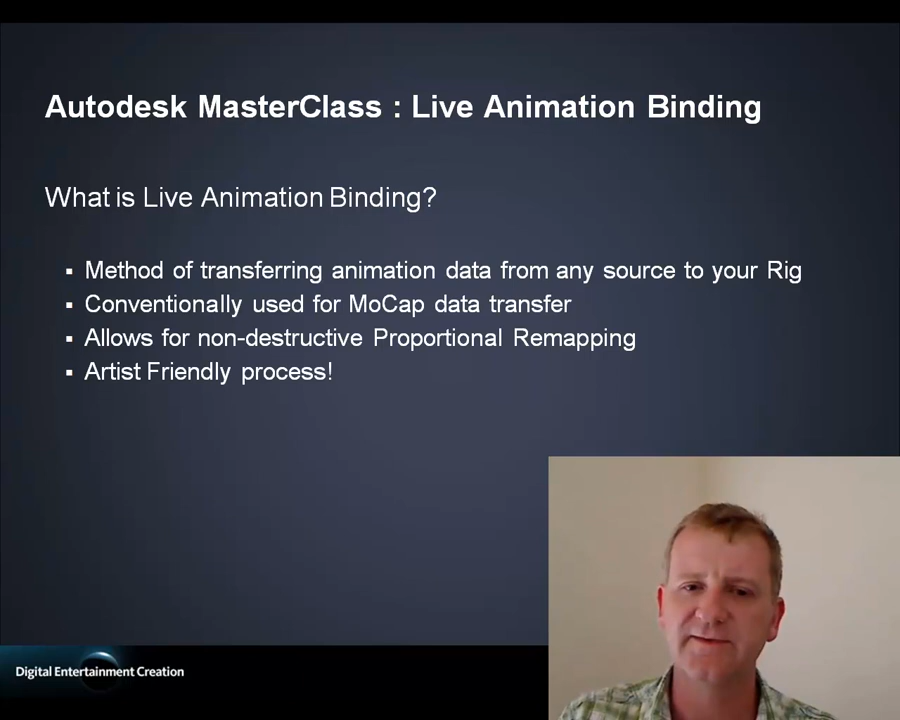 Autodesk MasterClass : Live Animation Binding
What is Live Animation Binding?
▪ Method of transferring animation data from any source to your Rig
▪ Conventionally used for MoCap data transfer
▪ Allows for non-destructive Proportional Remapping
▪ Artist Friendly process!
Digital Entertainment Creation